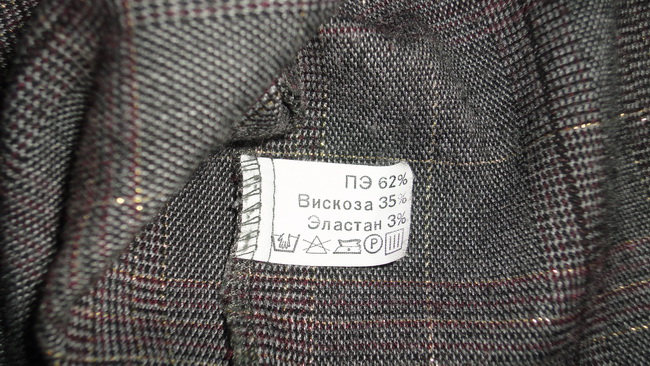 ПЭ 62%
Вискоза 35%
Эластан 3%
P